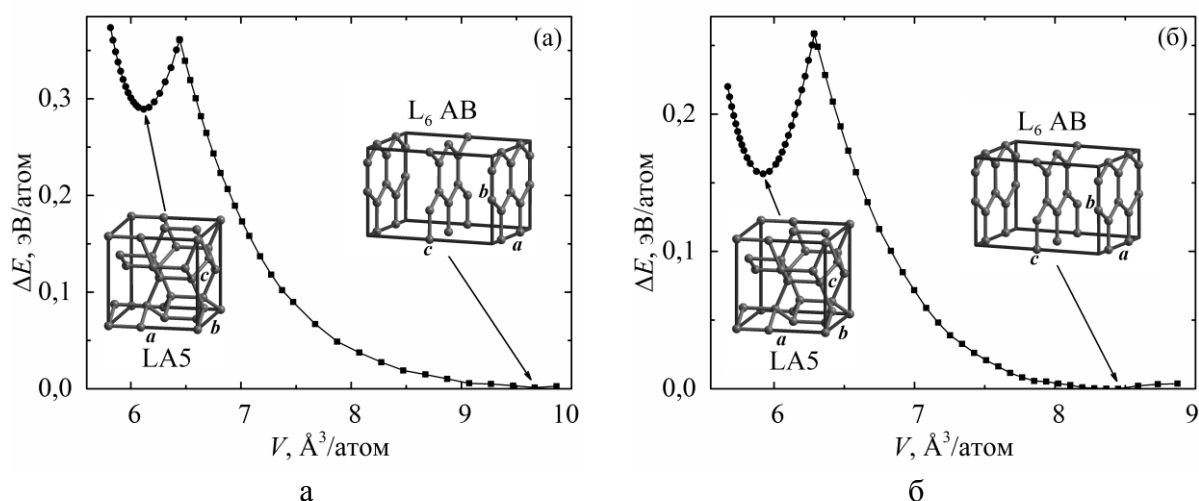 (а)
0,3
0,2
0,1
0,0
ΔE, эВ/атом
L₆ AB
b
a
c
c
a
b
LA5
6 7 8 9 10
V, Å³/атом
а
(б)
0,2
0,1
0,0
ΔE, эВ/атом
L₆ AB
b
a
c
c
a
b
LA5
6 7 8 9
V, Å³/атом
б